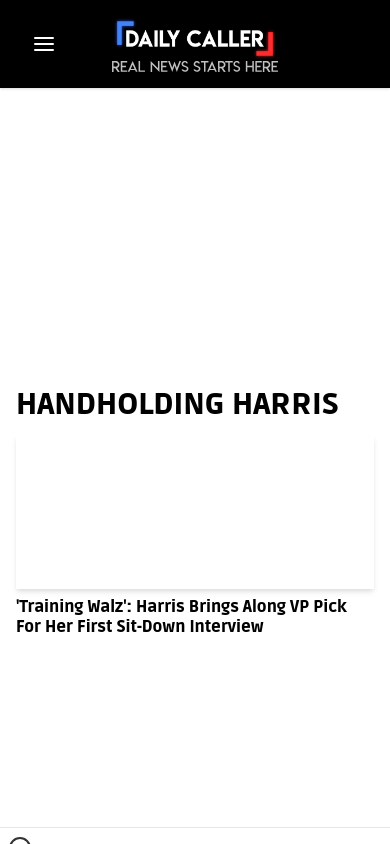 DAILY CALLER
REAL NEWS STARTS HERE
HANDHOLDING HARRIS
'Training Walz': Harris Brings Along VP Pick
For Her First Sit-Down Interview